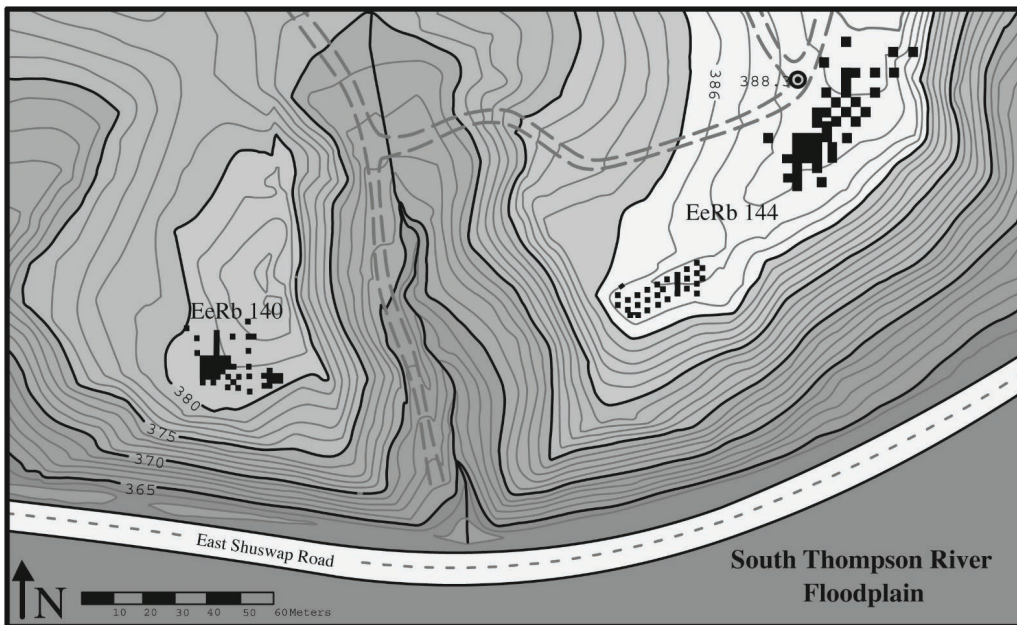 388.3
386
EeRb 144
EeRb 140
380
375
370
365
East Shuswap Road
South Thompson River
Floodplain
N
10 20 30 40 50 60 Meters